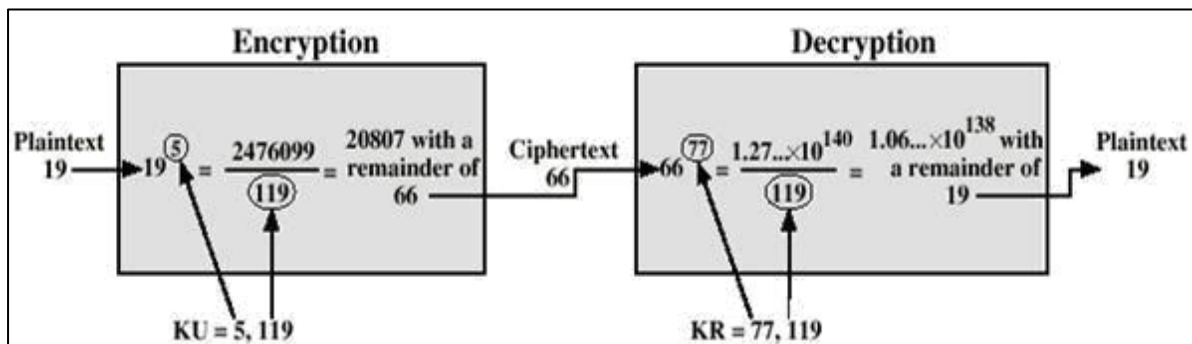 Encryption
Decryption
Plaintext
19
19^5 = 2476099 / 119 = 20807 with a remainder of 66
Ciphertext
66
66^77 = 1.27...×10^140 / 119 = 1.06...×10^138 with a remainder of 19
Plaintext
19
KU = 5, 119
KR = 77, 119